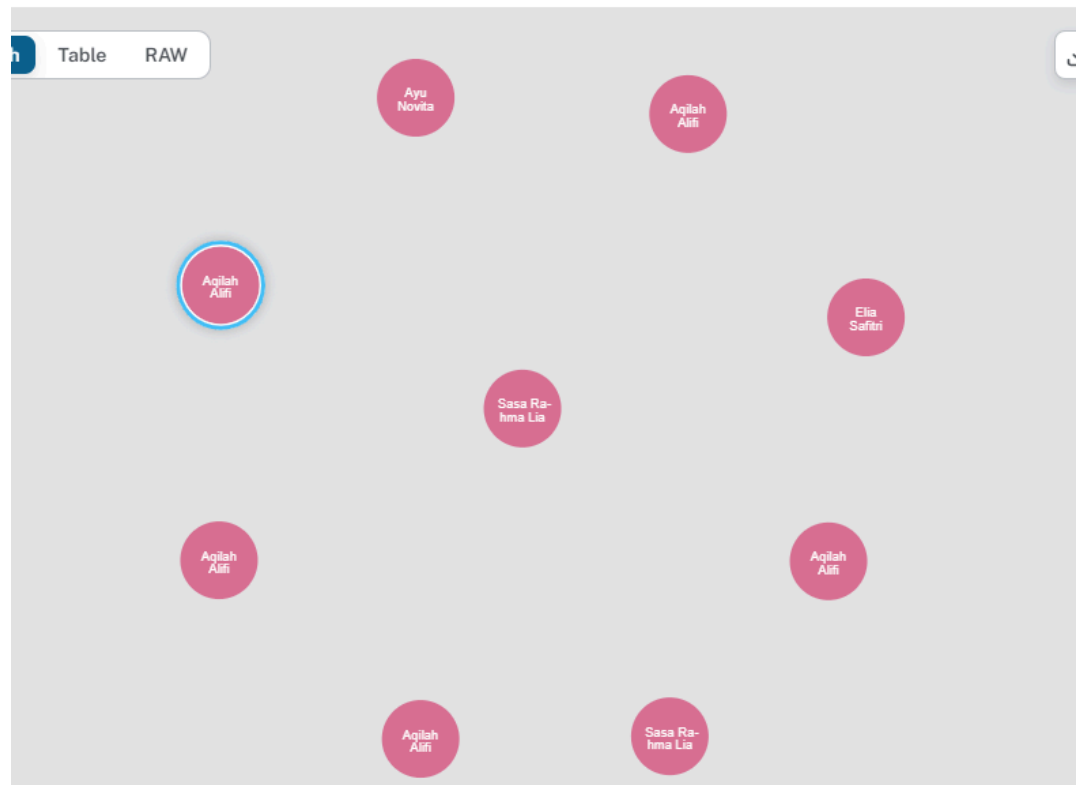 h Table RAW
Ayu
Novita
Aqilah
Alifi
Aqilah
Alifi
Elia
Safitri
Sasa Ra-
hma Lia
Aqilah
Alifi
Aqilah
Alifi
Aqilah
Alifi
Sasa Ra-
hma Lia